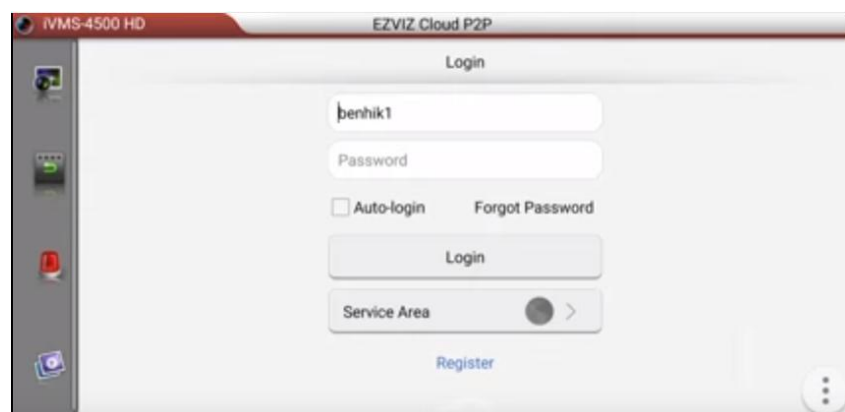 iVMS-4500 HD
EZVIZ Cloud P2P
Login
benhik1
Password
Auto-login Forgot Password
Login
Service Area
Register